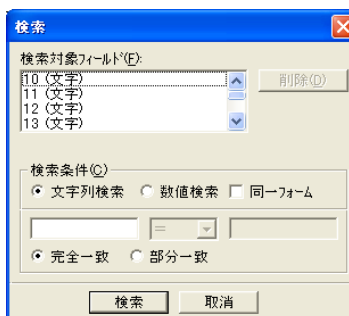 検索
検索対象フィールド(F):
10 (文字)
11 (文字)
12 (文字)
13 (文字)
削除(D)
検索条件(C)
文字列検索 数値検索 同一フォーム
=
完全一致 部分一致
検索 取消